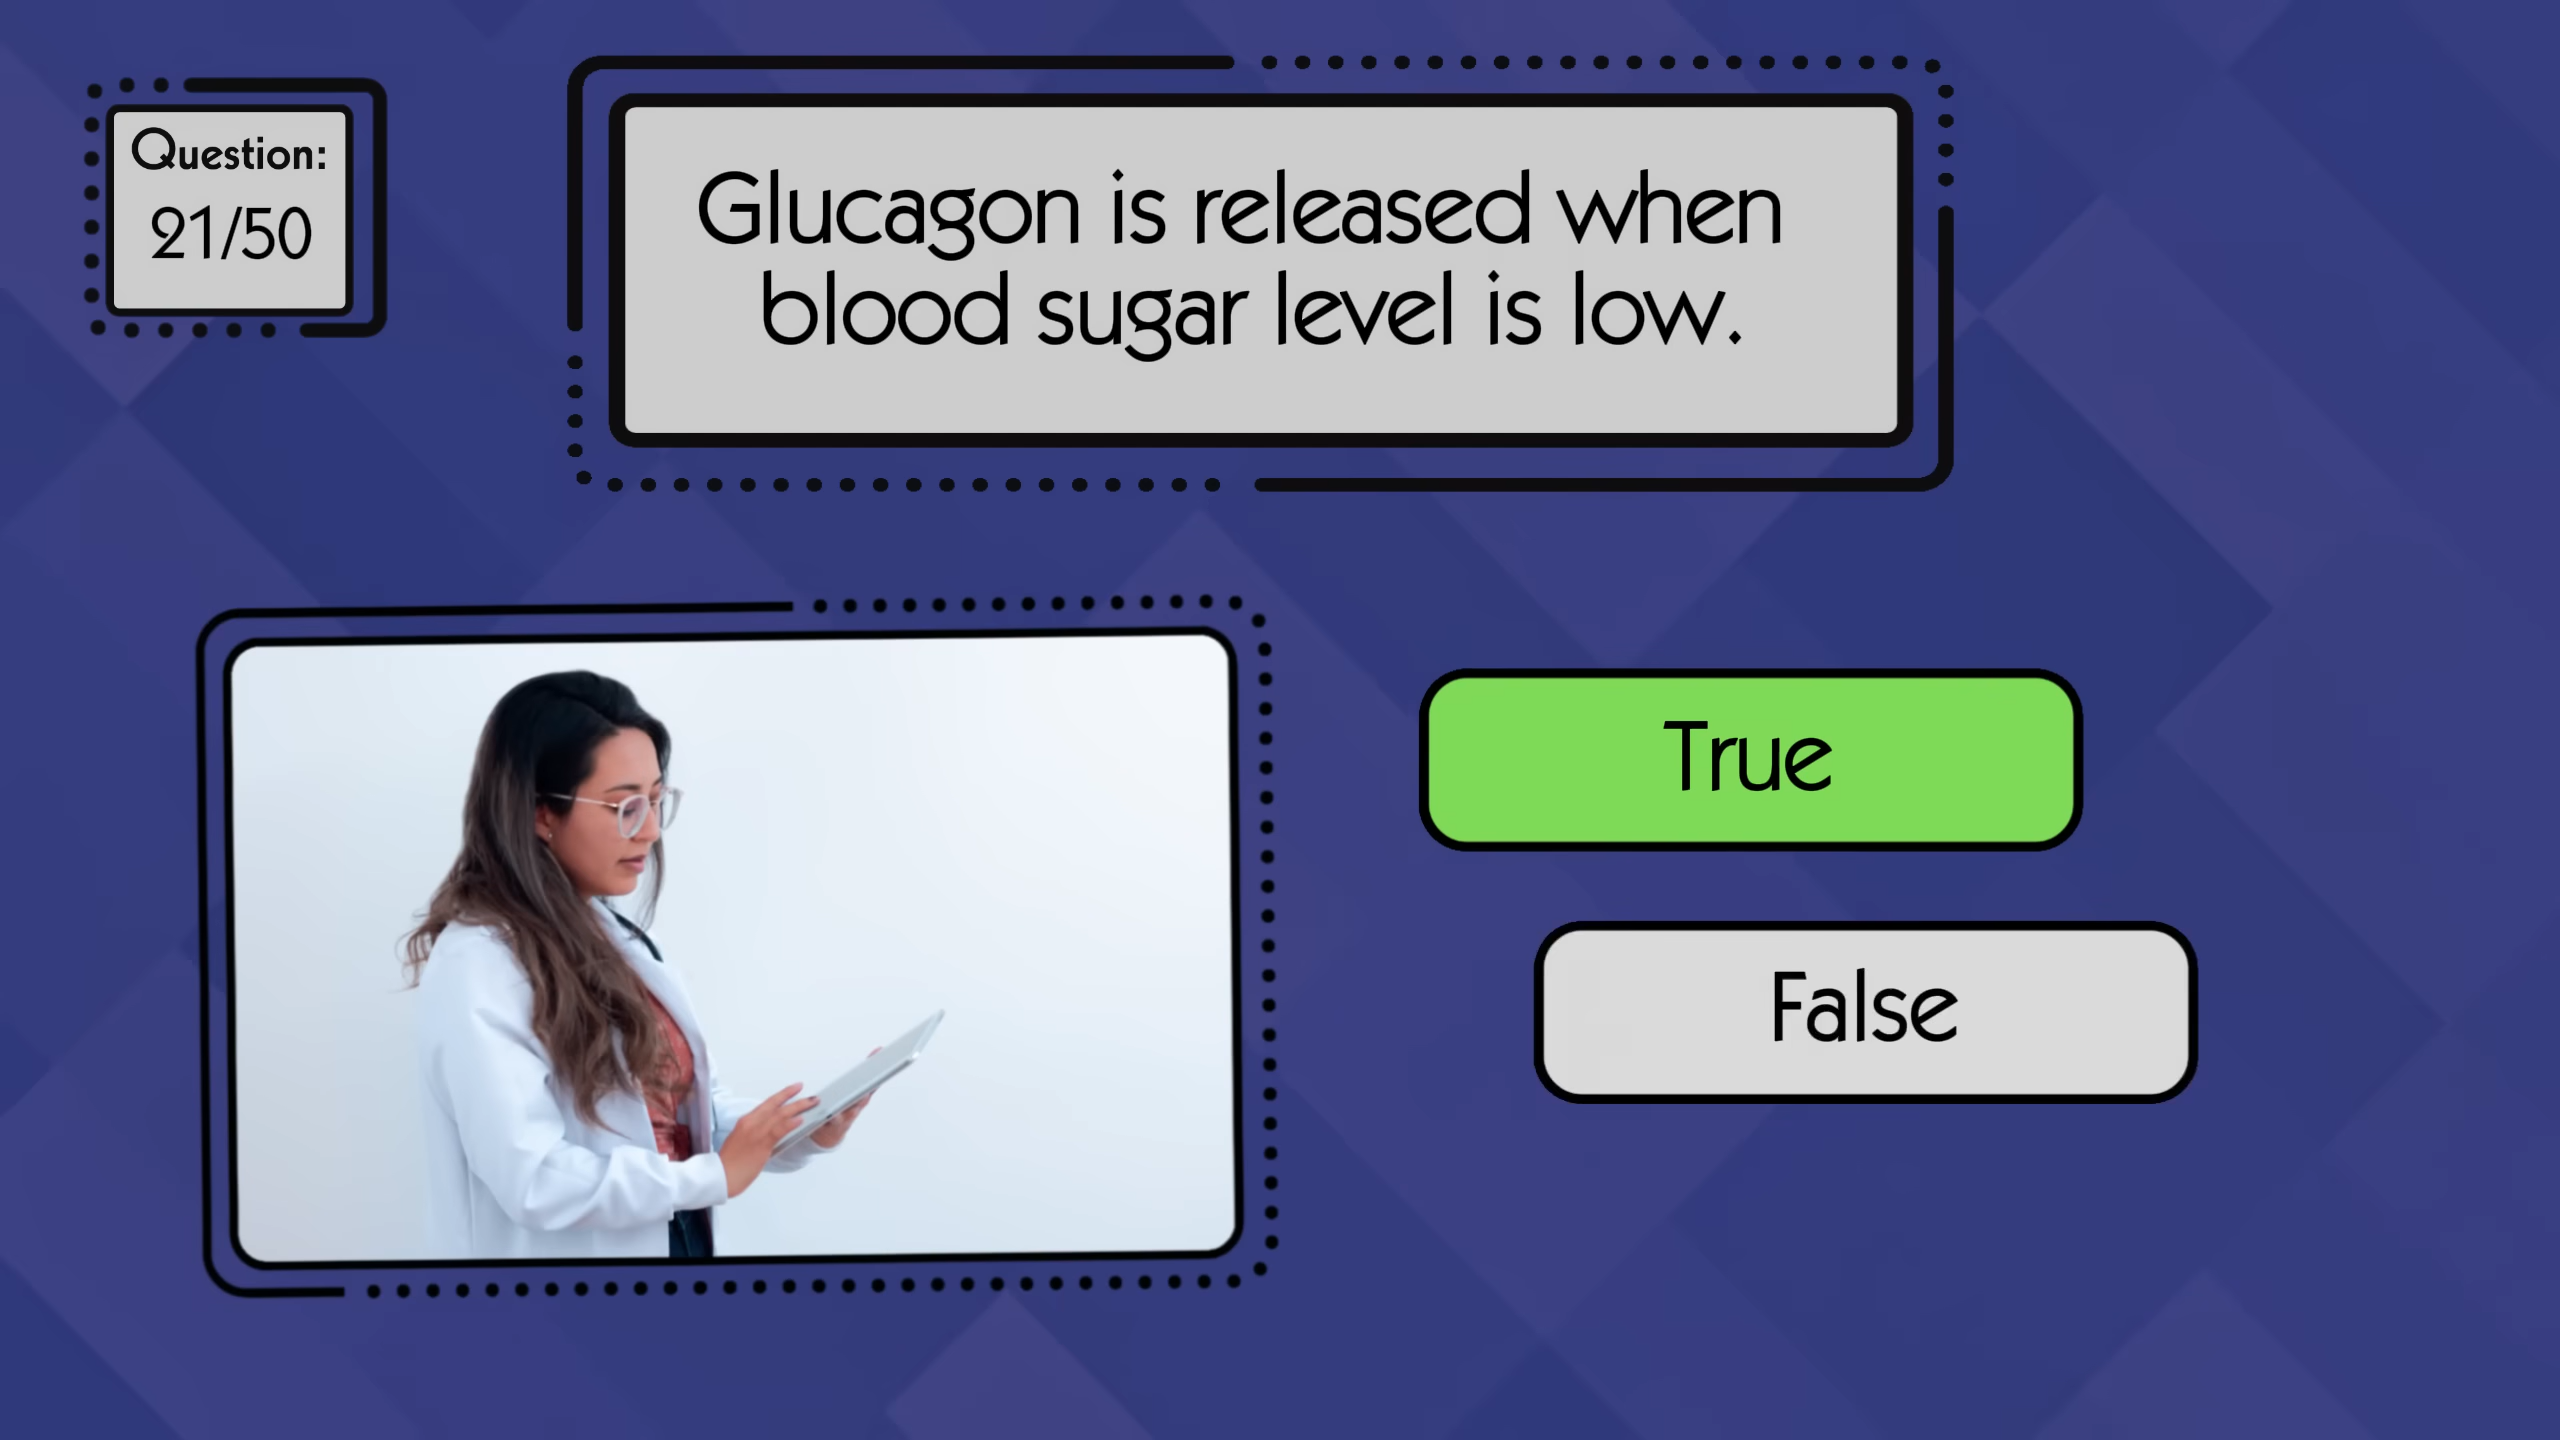 Question:
21/50
Glucagon is released when
blood sugar level is low.
True
False